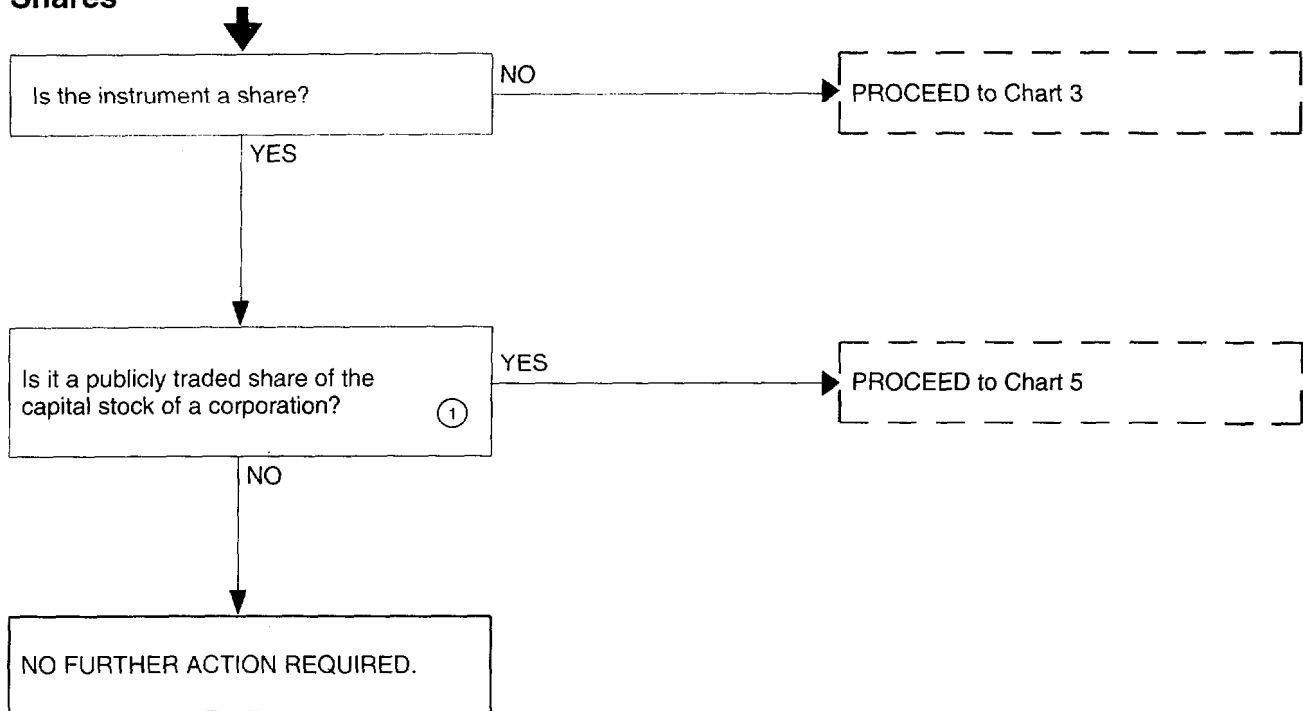 Shares
Is the instrument a share?
NO
PROCEED to Chart 3
YES
Is it a publicly traded share of the
capital stock of a corporation?
1
YES
PROCEED to Chart 5
NO
NO FURTHER ACTION REQUIRED.